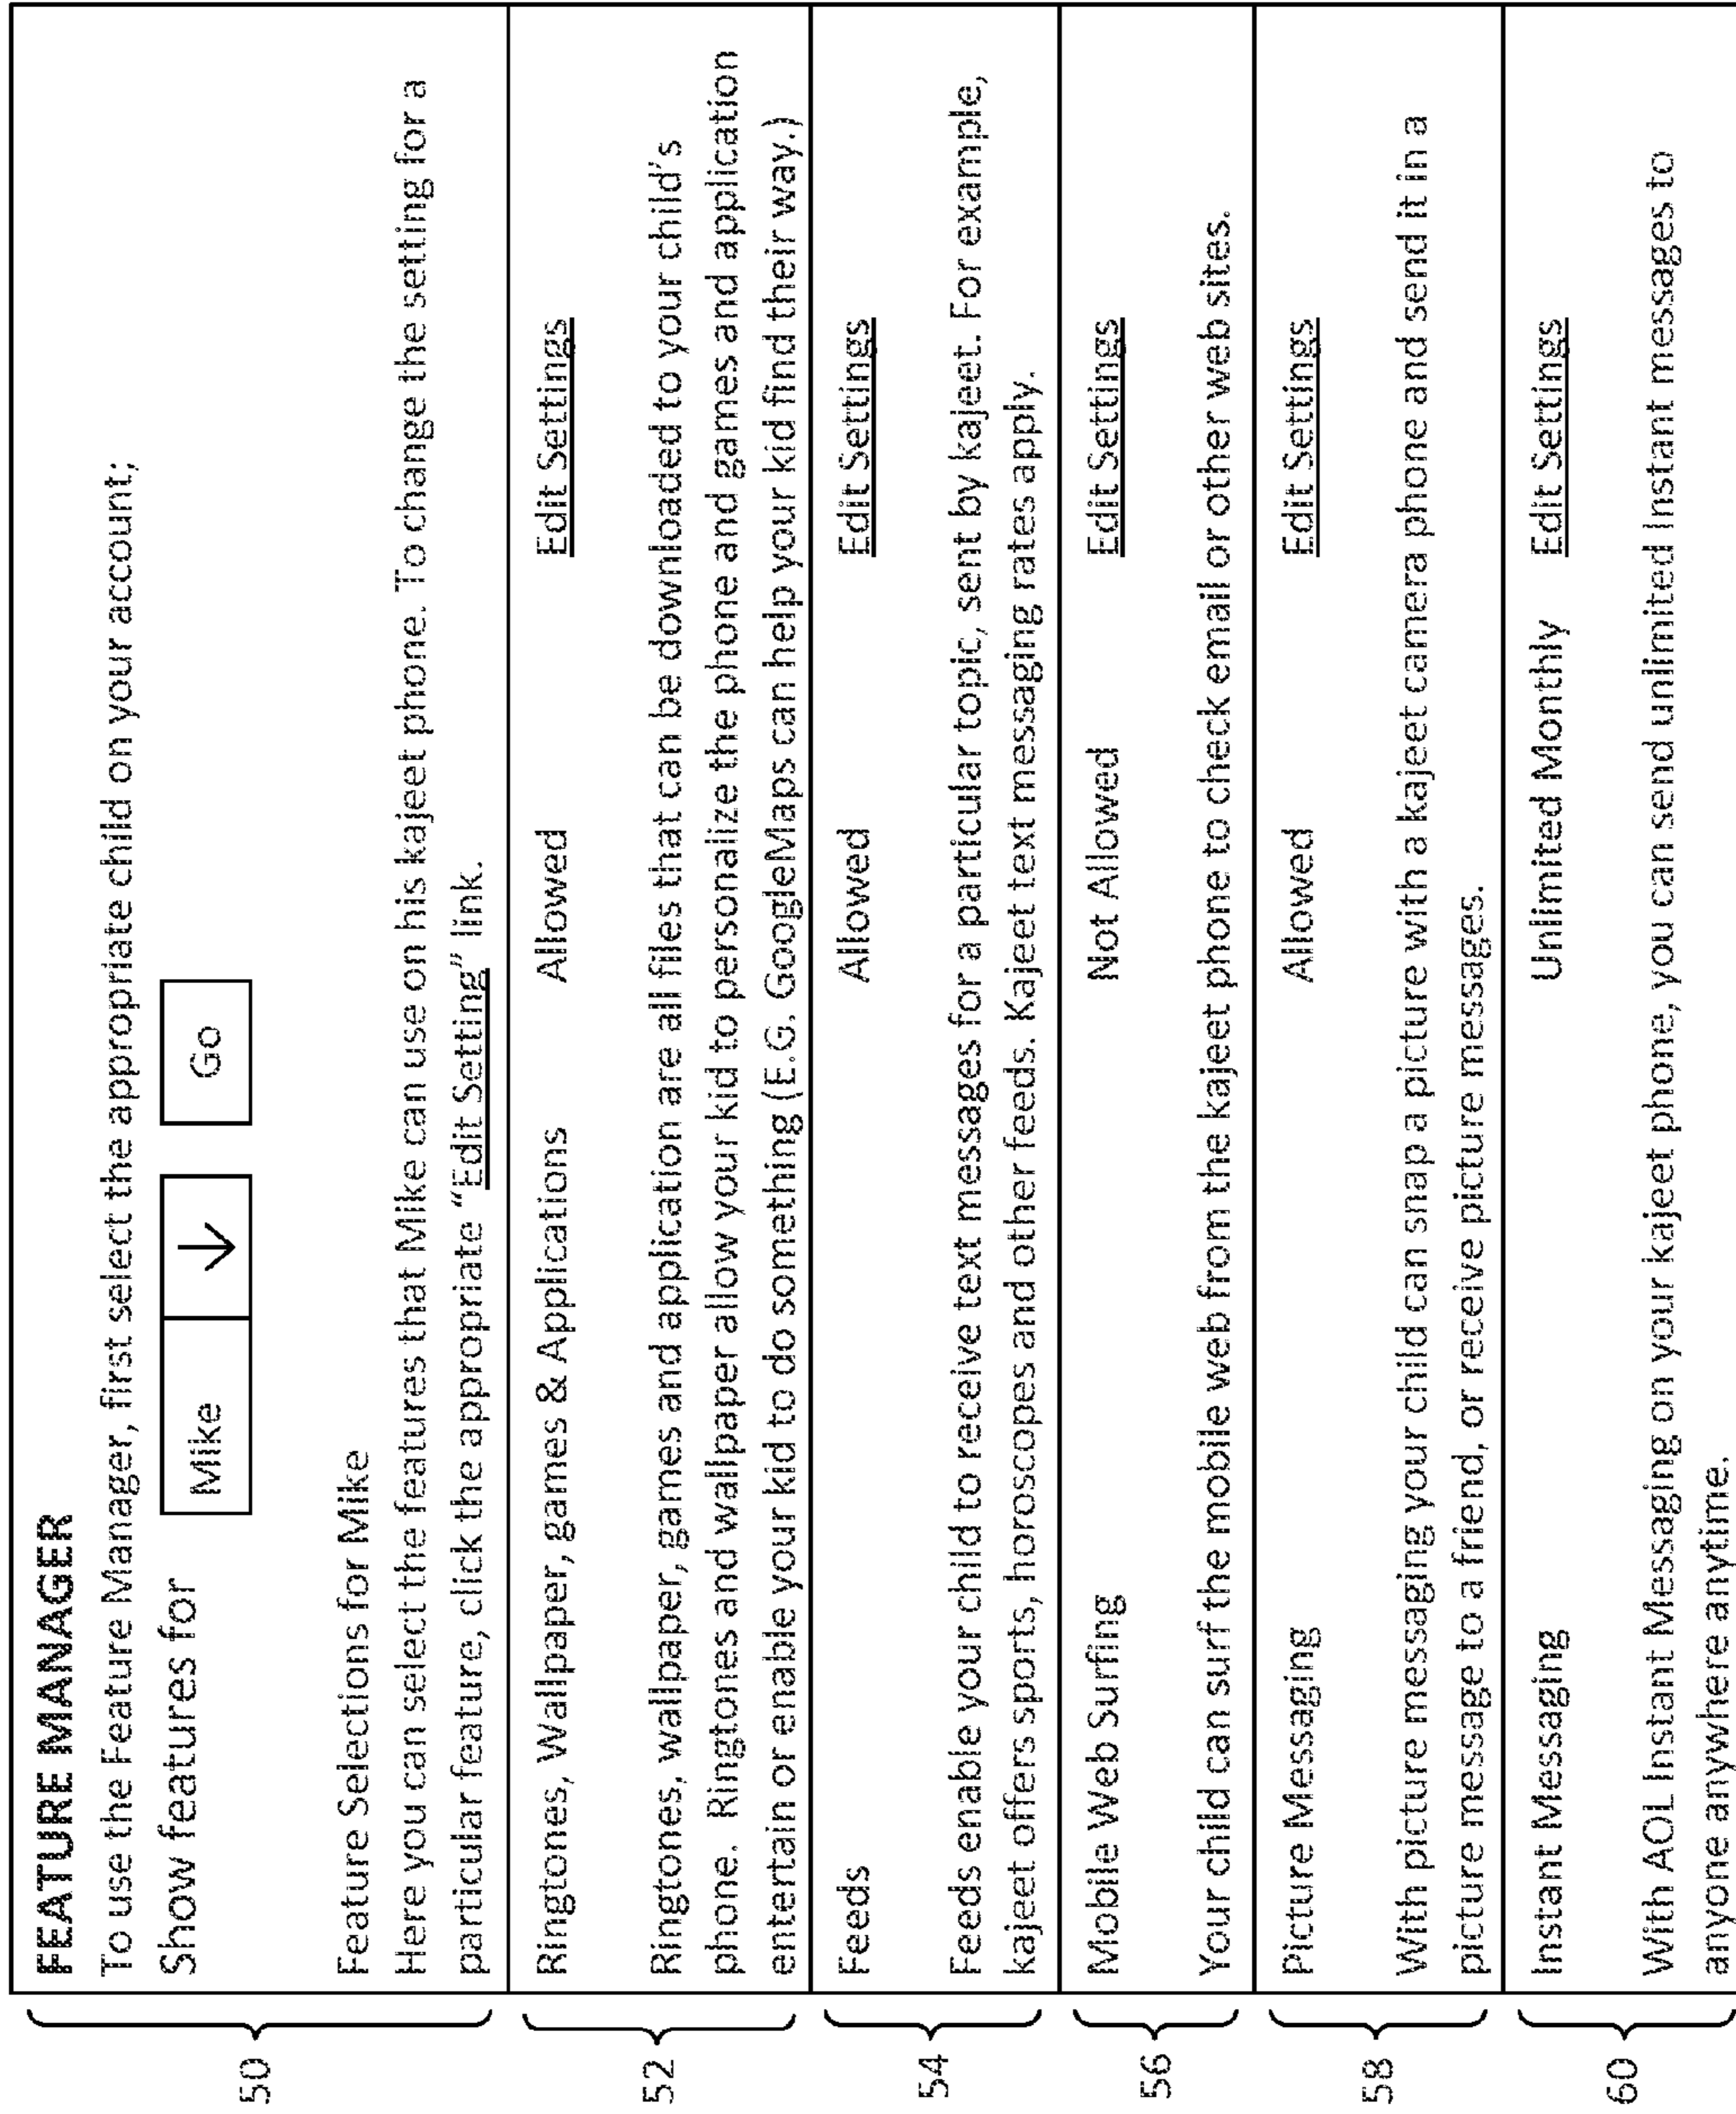 FEATURE MANAGER
To use the Feature Manager, first select the appropriate child on your account;
Show features for Mike ↓ Go
Feature Selections for Mike
Here you can select the features that Mike can use on his kajeet phone. To change the setting for a
particular feature, click the appropriate “Edit Setting” link.
50
Ringtones, Wallpaper, games & Applications Allowed Edit Settings
Ringtones, wallpaper, games and application are all files that can be downloaded to your child's
phone. Ringtones and wallpaper allow your kid to personalize the phone and games and application
entertain or enable your kid to do something (E.G. GoogleMaps can help your kid find their way.)
52
Feeds Allowed Edit Settings
Feeds enable your child to receive text messages for a particular topic, sent by kajeet. For example,
kajeet offers sports, horoscopes and other feeds. Kajeet text messaging rates apply.
54
Mobile Web Surfing Not Allowed Edit Settings
Your child can surf the mobile web from the kajeet phone to check email or other web sites.
56
Picture Messaging Allowed Edit Settings
With picture messaging your child can snap a picture with a kajeet camera phone and send it in a
picture message to a friend, or receive picture messages.
58
Instant Messaging Unlimited Monthly Edit Settings
With AOL Instant Messaging on your kajeet phone, you can send unlimited Instant messages to
anyone anywhere anytime.
60